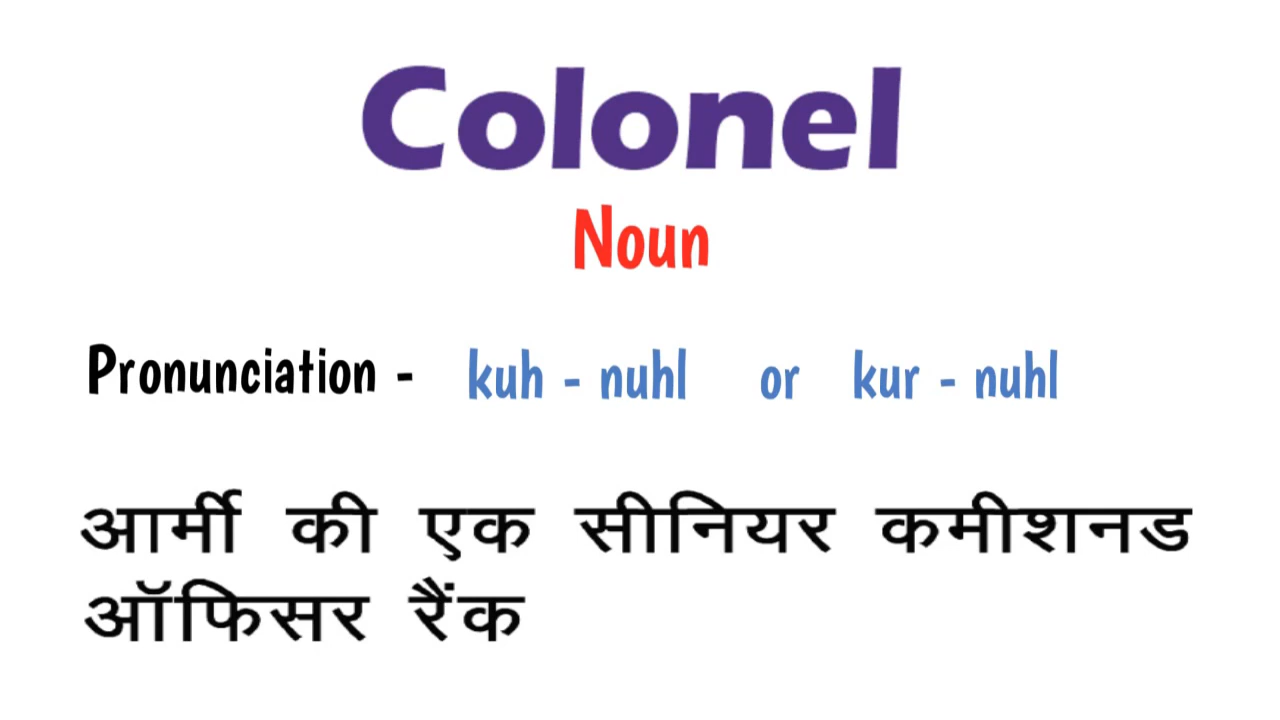 Colonel
Noun
Pronunciation - kuh - nuhl or kur - nuhl
आर्मी की एक सीनियर कमीशनड
ऑफिसर रैंक